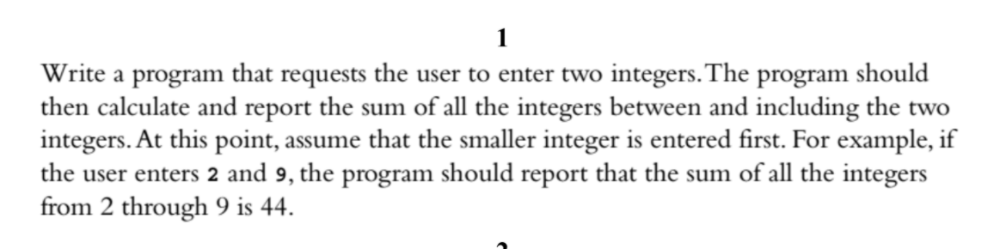 1
Write a program that requests the user to enter two integers. The program should
then calculate and report the sum of all the integers between and including the two
integers. At this point, assume that the smaller integer is entered first. For example, if
the user enters 2 and 9, the program should report that the sum of all the integers
from 2 through 9 is 44.